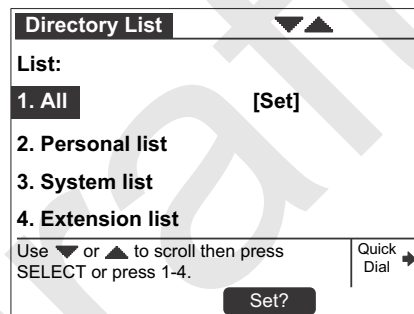 Directory List
List:
1. All [Set]
2. Personal list
3. System list
4. Extension list
Use ▼ or ▲ to scroll then press
SELECT or press 1-4.
Quick
Dial
Set?